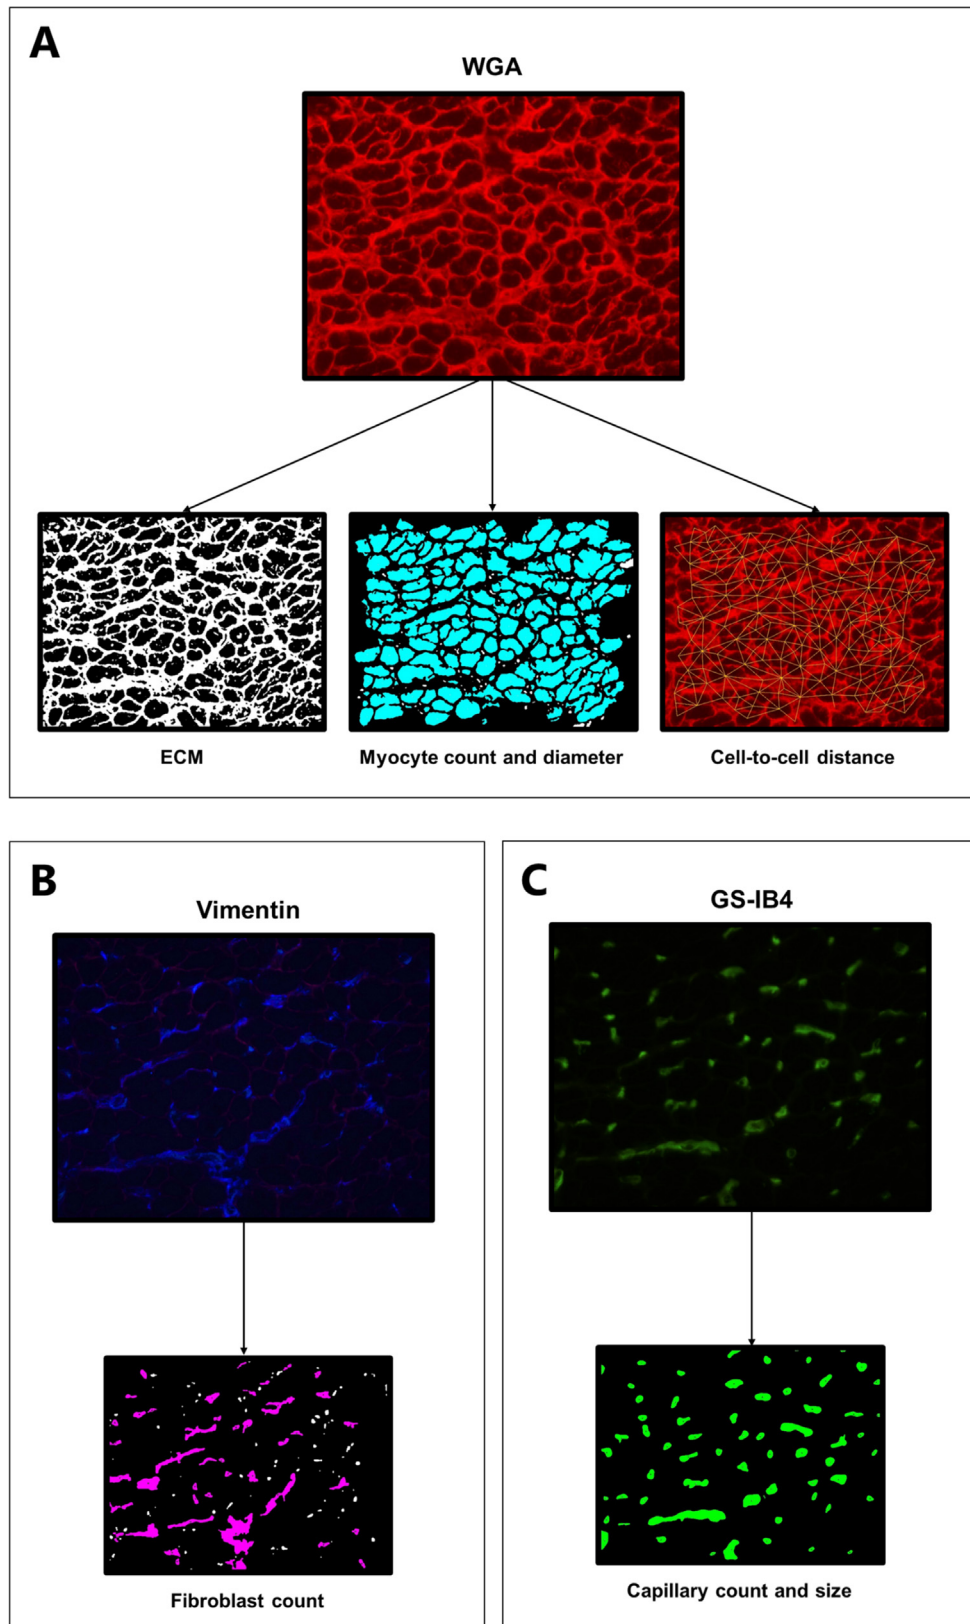 A
WGA
ECM
Myocyte count and diameter
Cell-to-cell distance
B
Vimentin
Fibroblast count
C
GS-IB4
Capillary count and size